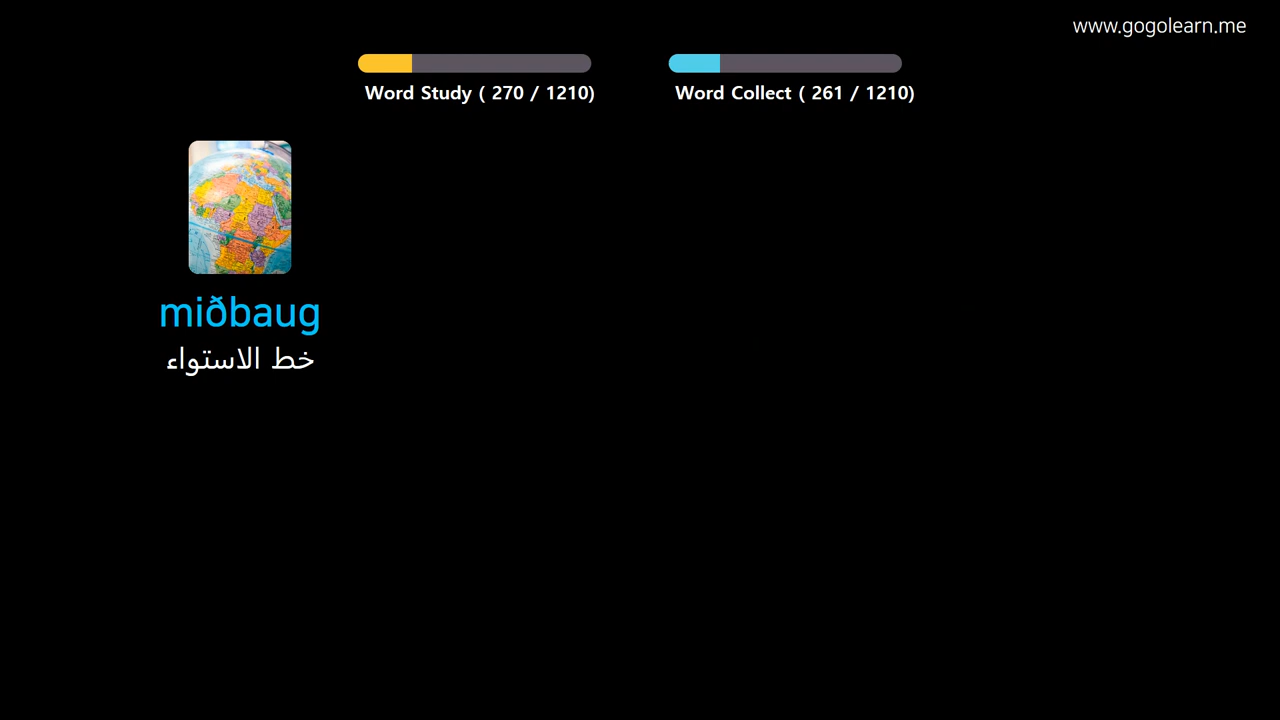 www.gogolearn.me
Word Study ( 270 / 1210)
Word Collect ( 261 / 1210)
miðbaug
خط الاستواء